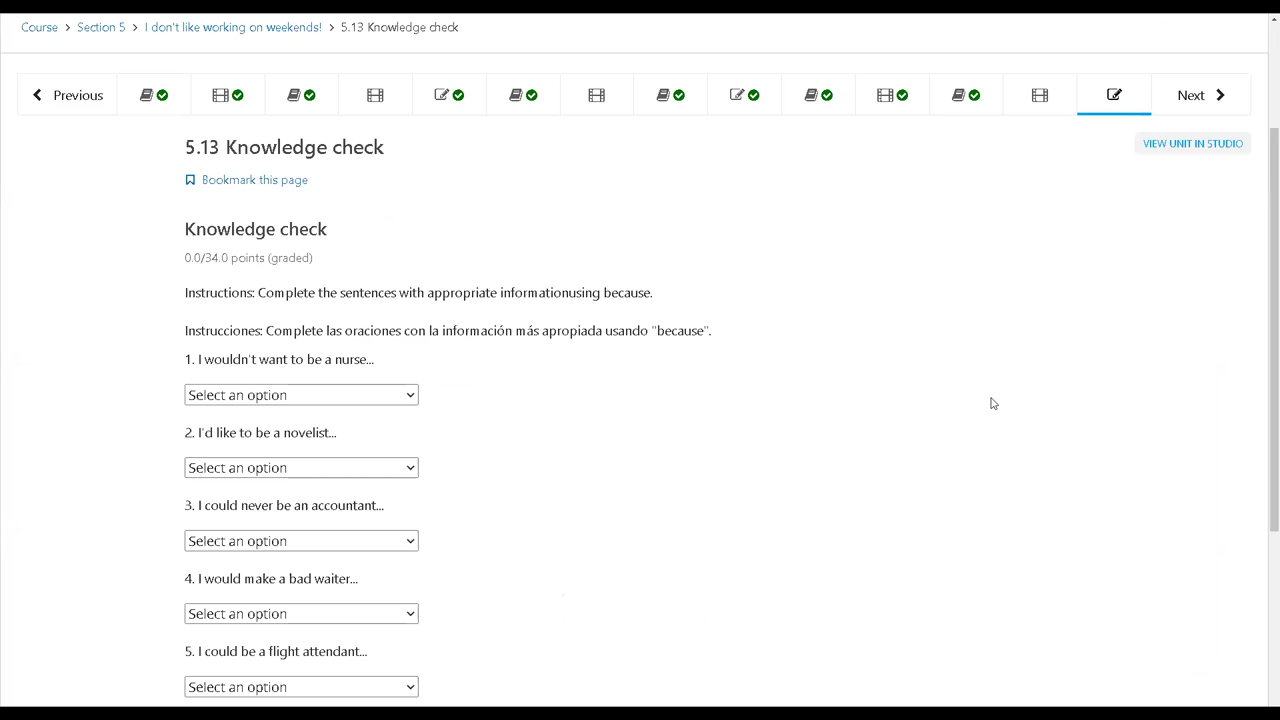 Course > Section 5 > I don't like working on weekends! > 5.13 Knowledge check
Previous
Next
5.13 Knowledge check
VIEW UNIT IN STUDIO
Bookmark this page
Knowledge check
0.0/34.0 points (graded)
Instructions: Complete the sentences with appropriate informationusing because.
Instrucciones: Complete las oraciones con la información más apropiada usando "because".
1. I wouldn't want to be a nurse...
Select an option
2. I'd like to be a novelist...
Select an option
3. I could never be an accountant...
Select an option
4. I would make a bad waiter...
Select an option
5. I could be a flight attendant...
Select an option